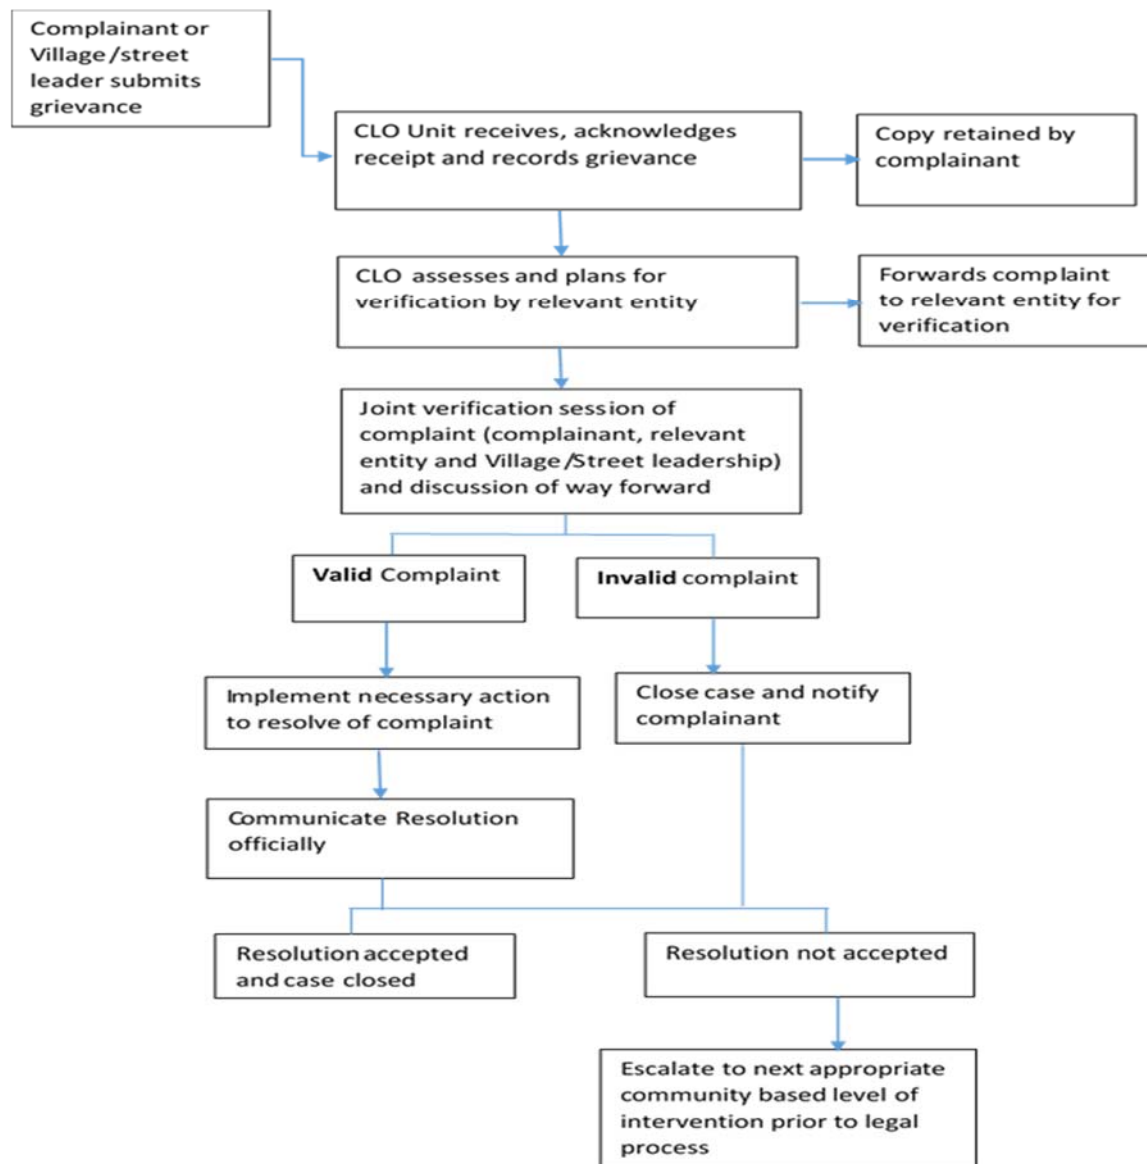 Complainant or
Village/street
leader submits
grievance
CLO Unit receives, acknowledges
receipt and records grievance
Copy retained by
complainant
CLO assesses and plans for
verification by relevant entity
Forwards complaint
to relevant entity for
verification
Joint verification session of
complaint (complainant, relevant
entity and Village/Street leadership)
and discussion of way forward
Valid Complaint
Invalid complaint
Implement necessary action
to resolve of complaint
Close case and notify
complainant
Communicate Resolution
officially
Resolution accepted
and case closed
Resolution not accepted
Escalate to next appropriate
community based level of
intervention prior to legal
process